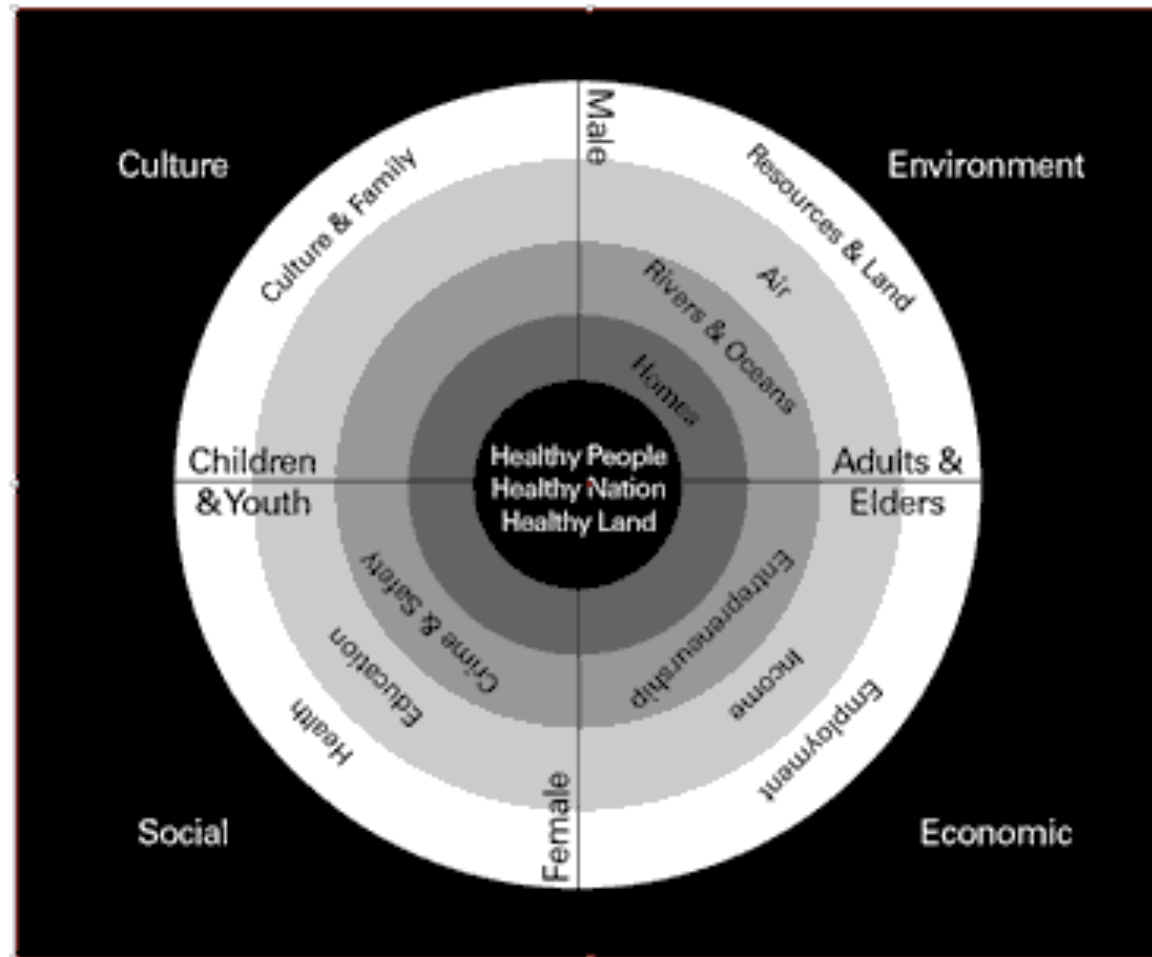 Culture
Environment
Male
Culture & Family
Resources & Land
Air
Rivers & Oceans
Homes
Children
& Youth
Adults &
Elders
Healthy People
Healthy Nation
Healthy Land
Crime & Safety
Education
Health
Entrepreneurship
Income
Employment
Female
Social
Economic